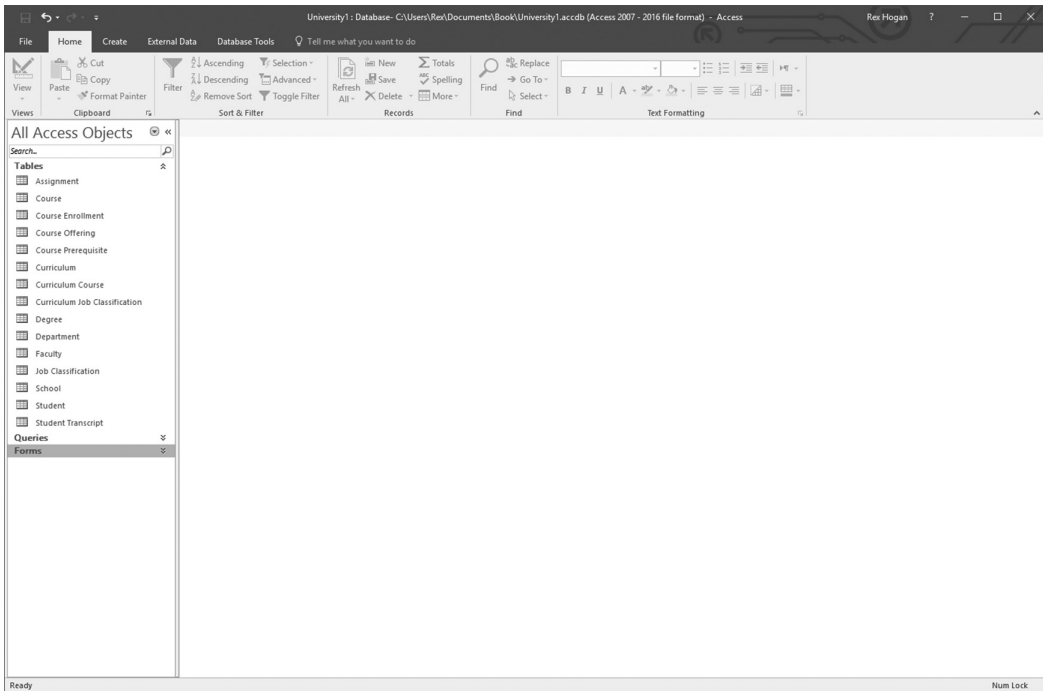 University1 : Database- C:\Users\Rex\Documents\Book\University1.accdb (Access 2007 - 2016 file format) - Access Rex Hogan ?
File Home Create External Data Database Tools Tell me what you want to do
View
Paste
Cut
Copy
Format Painter
Filter
Ascending
Descending
Remove Sort
Selection
Advanced
Toggle Filter
Refresh
All
New
Save
Delete
Totals
Spelling
More
Find
Replace
Go To
Select
B I U A
Views Clipboard Sort & Filter Records Find Text Formatting
All Access Objects
Search...
Tables
Assignment
Course
Course Enrollment
Course Offering
Course Prerequisite
Curriculum
Curriculum Course
Curriculum Job Classification
Degree
Department
Faculty
Job Classification
School
Student
Student Transcript
Queries
Forms
Ready Num Lock